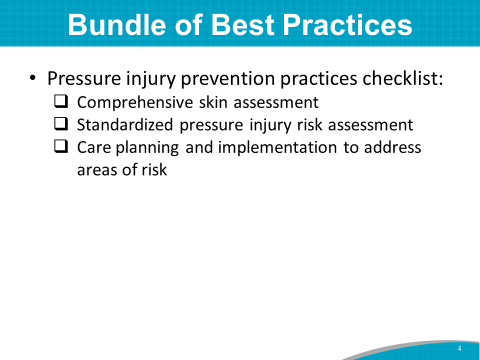 Bundle of Best Practices
• Pressure injury prevention practices checklist:
❑ Comprehensive skin assessment
❑ Standardized pressure injury risk assessment
❑ Care planning and implementation to address
areas of risk
4